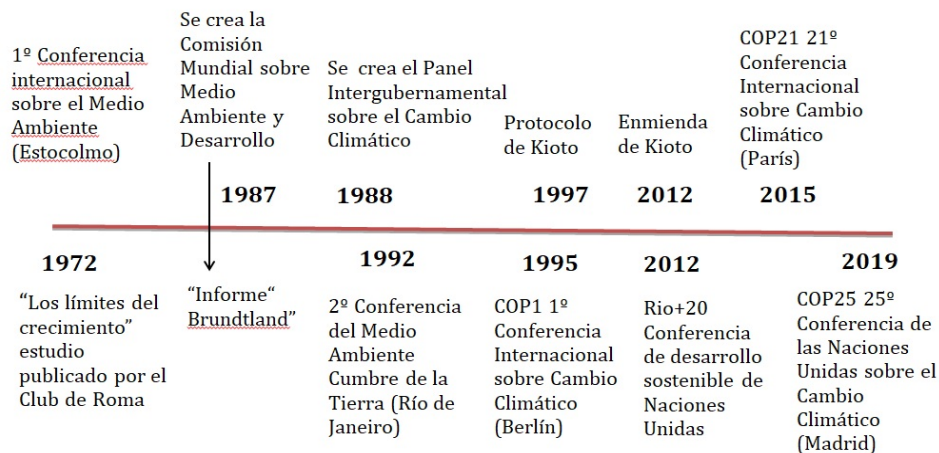 1º Conferencia
internacional
sobre el Medio
Ambiente
(Estocolmo)
Se crea la
Comisión
Mundial sobre
Medio
Ambiente y
Desarrollo
Se crea el Panel
Intergubernamental
sobre el Cambio
Climático
Protocolo
de Kioto
Enmienda
de Kioto
COP21 21º
Conferencia
Internacional
sobre Cambio
Climático
(París)
1987
1988
1997
2012
2015
1972
1992
1995
2012
2019
“Los límites del
crecimiento”
estudio
publicado por el
Club de Roma
“Informe“
Brundtland”
2º Conferencia
del Medio
Ambiente
Cumbre de la
Tierra (Río de
Janeiro)
COP1 1º
Conferencia
Internacional
sobre Cambio
Climático
(Berlín)
Rio+20
Conferencia
de desarrollo
sostenible de
Naciones
Unidas
COP25 25º
Conferencia de
las Naciones
Unidas sobre el
Cambio
Climático
(Madrid)